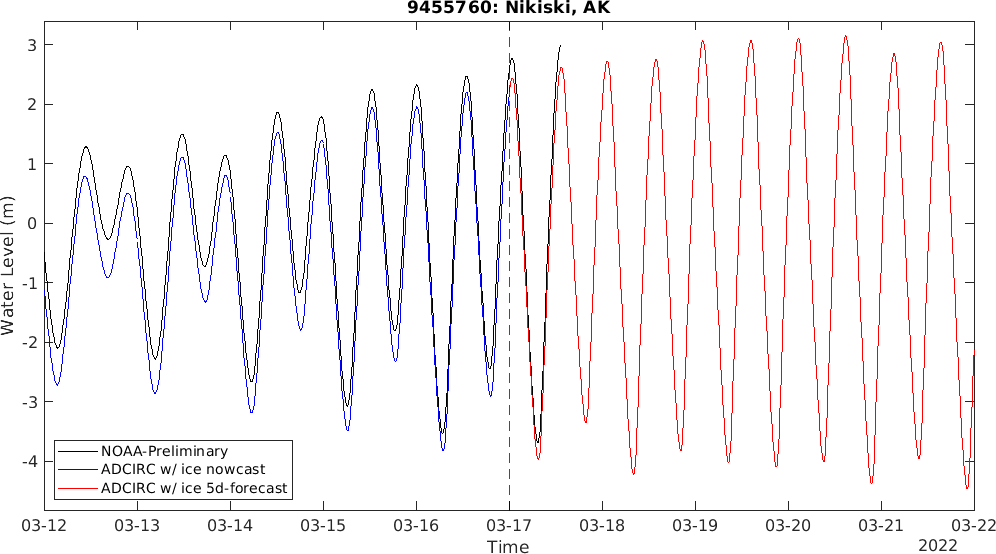 9455760: Nikiski, AK
Water Level (m)
3
2
1
0
-1
-2
-3
-4
NOAA-Preliminary
ADCIRC w/ ice nowcast
ADCIRC w/ ice 5d-forecast
03-12 03-13 03-14 03-15 03-16 03-17 03-18 03-19 03-20 03-21 03-22
Time
2022